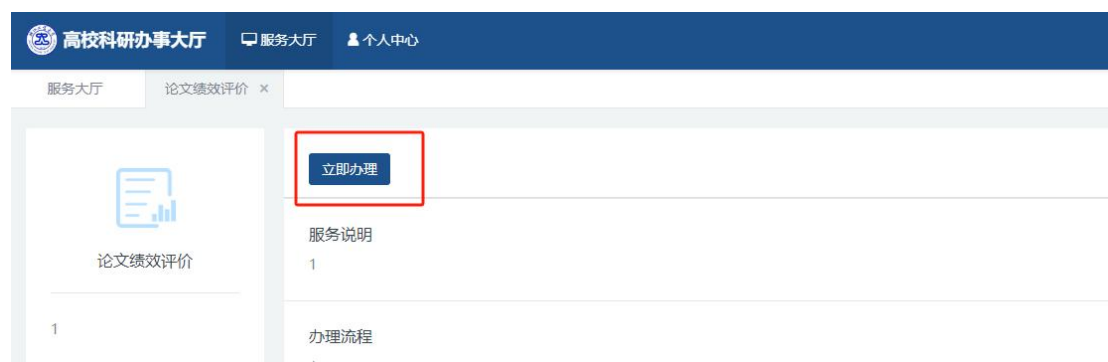 高校科研办事大厅 服务大厅 个人中心
服务大厅 论文绩效评价 ×
立即办理
服务说明
1
论文绩效评价
1
办理流程